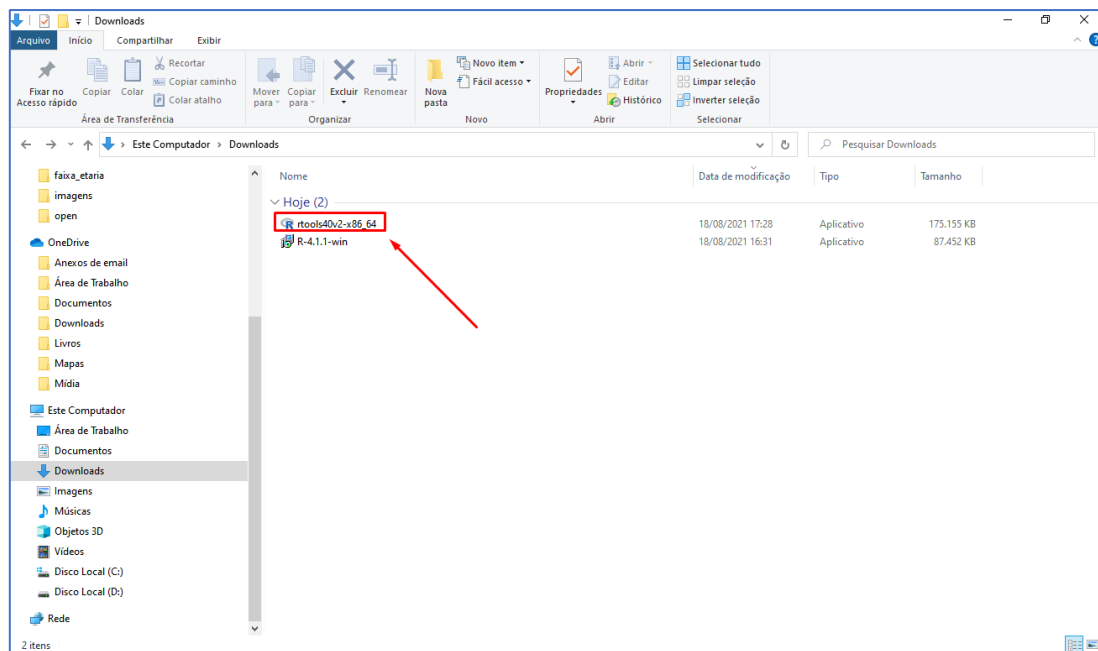 Downloads
Arquivo Início Compartilhar Exibir
Fixar no Acesso rápido
Copiar
Colar
Recortar
Copiar caminho
Colar atalho
Área de Transferência
Mover para
Copiar para
Excluir
Renomear
Organizar
Nova pasta
Novo item
Fácil acesso
Novo
Propriedades
Abrir
Editar
Histórico
Abrir
Selecionar tudo
Limpar seleção
Inverter seleção
Selecionar
Este Computador › Downloads
Pesquisar Downloads
faixa_etaria
imagens
open
OneDrive
Anexos de email
Área de Trabalho
Documentos
Downloads
Livros
Mapas
Mídia
Este Computador
Área de Trabalho
Documentos
Downloads
Imagens
Músicas
Objetos 3D
Vídeos
Disco Local (C:)
Disco Local (D:)
Rede
Nome Data de modificação Tipo Tamanho
Hoje (2)
rtools40v2-x86_64 18/08/2021 17:28 Aplicativo 175.155 KB
R-4.1.1-win 18/08/2021 16:31 Aplicativo 87.452 KB
2 itens